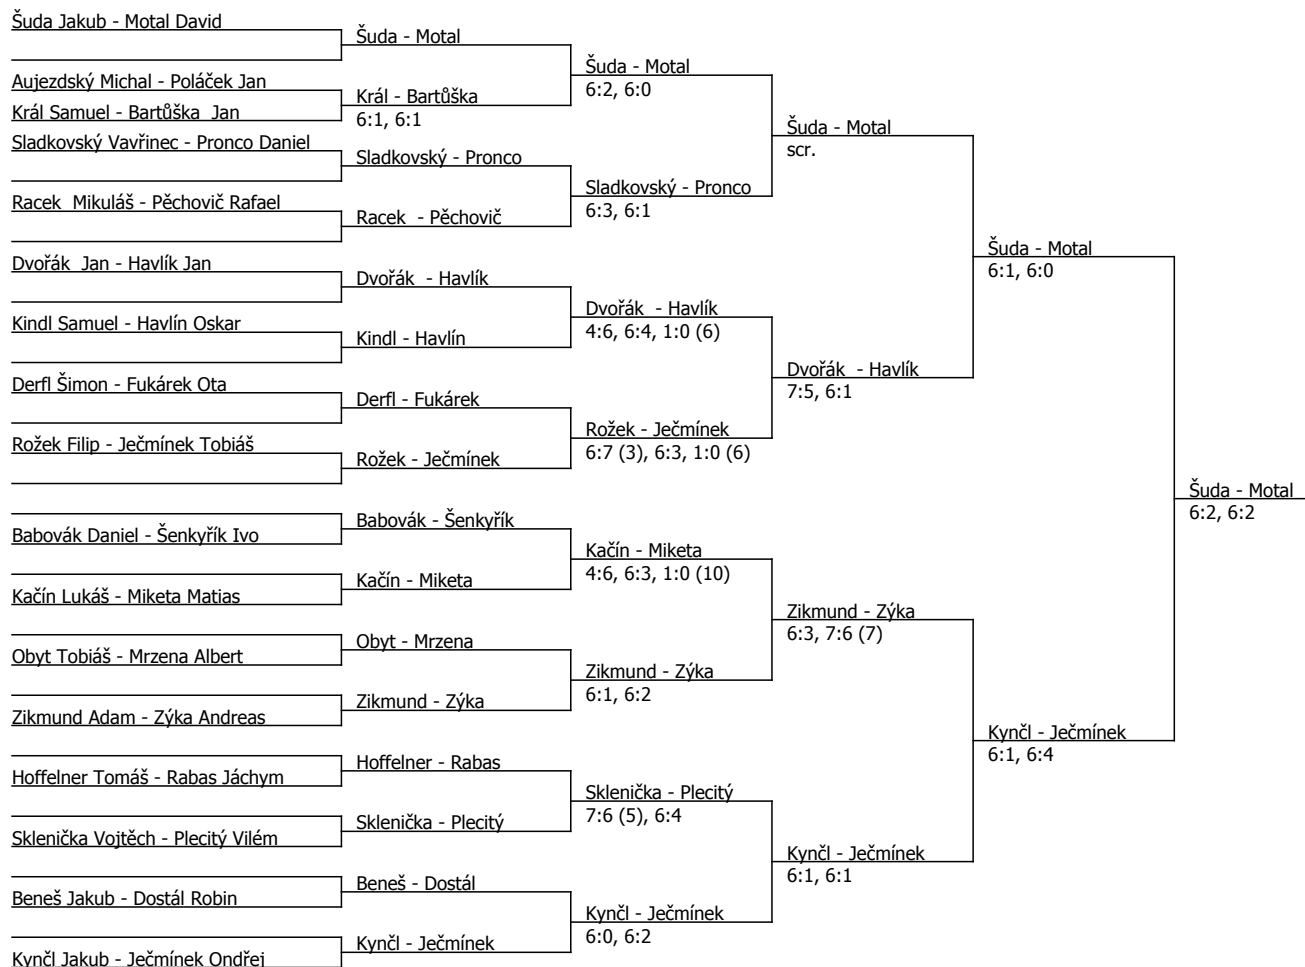 Šuda Jakub - Motal David
Aujezdský Michal - Poláček Jan
Král Samuel - Bartůška  Jan
Sladkovský Vavřinec - Pronco Daniel
Racek  Mikuláš - Pěchovič Rafael
Dvořák  Jan - Havlík Jan
Kindl Samuel - Havlín Oskar
Derfl Šimon - Fukárek Ota
Rožek Filip - Ječmínek Tobiáš
Babovák Daniel - Šenkyřík Ivo
Kačín Lukáš - Miketa Matias
Obyt Tobiáš - Mrzena Albert
Zikmund Adam - Zýka Andreas
Hoffelner Tomáš - Rabas Jáchym
Sklenička Vojtěch - Plecitý Vilém
Beneš Jakub - Dostál Robin
Kynčl Jakub - Ječmínek Ondřej
Šuda - Motal
Král - Bartůška
6:1, 6:1
Sladkovský - Pronco
Racek  - Pěchovič
Dvořák  - Havlík
Kindl - Havlín
Derfl - Fukárek
Rožek - Ječmínek
Babovák - Šenkyřík
Kačín - Miketa
Obyt - Mrzena
Zikmund - Zýka
Hoffelner - Rabas
Sklenička - Plecitý
Beneš - Dostál
Kynčl - Ječmínek
Šuda - Motal
6:2, 6:0
Sladkovský - Pronco
6:3, 6:1
Dvořák  - Havlík
4:6, 6:4, 1:0 (6)
Rožek - Ječmínek
6:7 (3), 6:3, 1:0 (6)
Kačín - Miketa
4:6, 6:3, 1:0 (10)
Zikmund - Zýka
6:1, 6:2
Sklenička - Plecitý
7:6 (5), 6:4
Kynčl - Ječmínek
6:0, 6:2
Šuda - Motal
scr.
Dvořák  - Havlík
7:5, 6:1
Zikmund - Zýka
6:3, 7:6 (7)
Kynčl - Ječmínek
6:1, 6:1
Šuda - Motal
6:1, 6:0
Kynčl - Ječmínek
6:1, 6:4
Šuda - Motal
6:2, 6:2